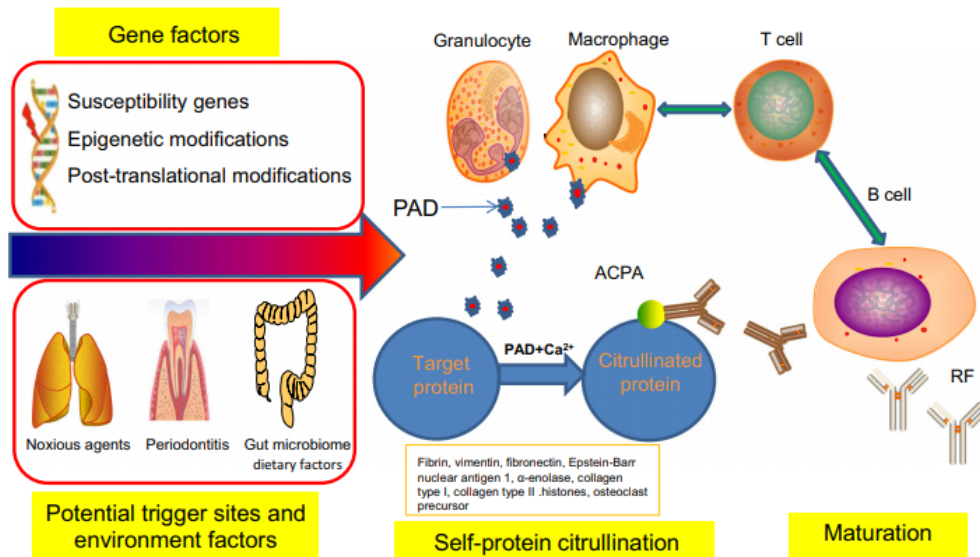 Gene factors
Susceptibility genes
Epigenetic modifications
Post-translational modifications
Noxious agents
Periodontitis
Gut microbiome
dietary factors
Potential trigger sites and
environment factors
Granulocyte
Macrophage
T cell
PAD
B cell
ACPA
Target
protein
PAD+Ca²⁺
Citrullinated
protein
RF
Fibrin, vimentin, fibronectin, Epstein-Barr
nuclear antigen 1, α-enolase, collagen
type I, collagen type II .histones, osteoclast
precursor
Self-protein citrullination
Maturation